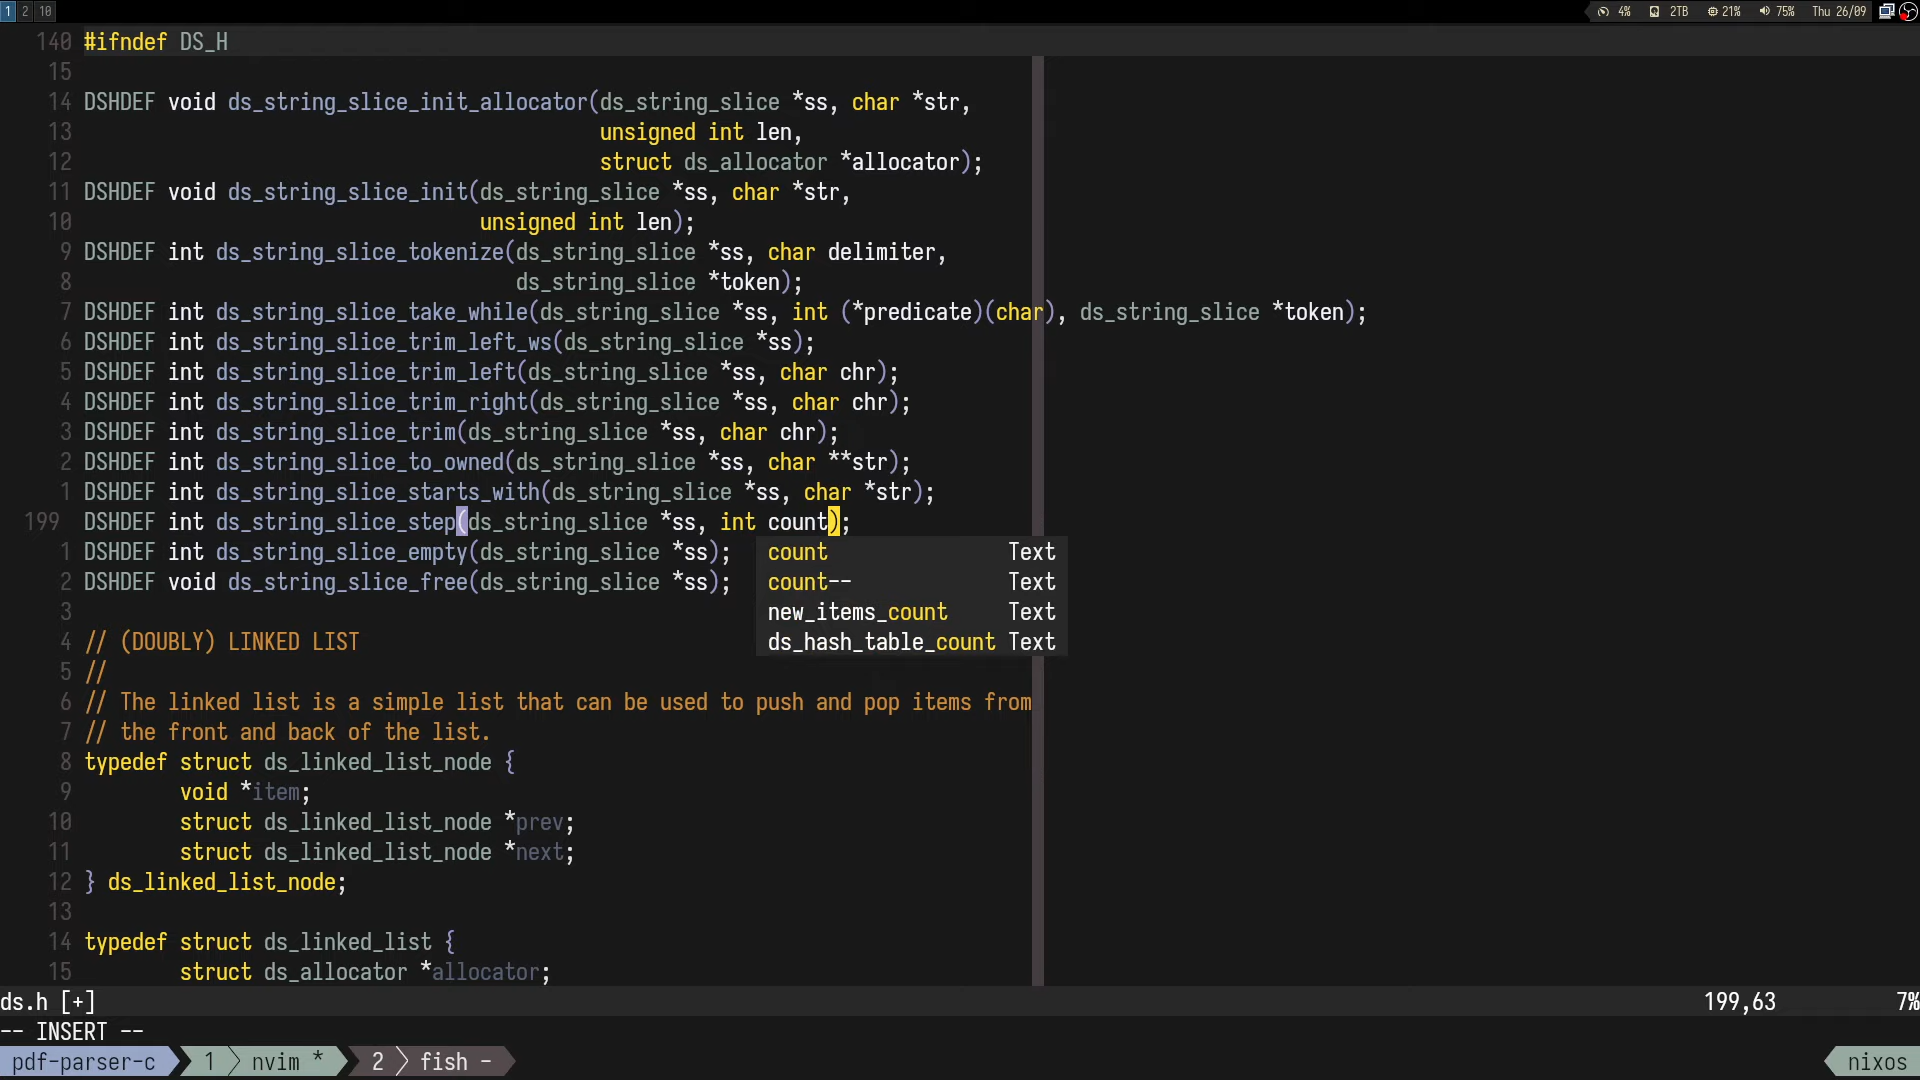 1 2 10 4% 2TB 21% 75% Thu 26/09
140 #ifndef DS_H
15
14 DSHDEF void ds_string_slice_init_allocator(ds_string_slice *ss, char *str,
13 unsigned int len,
12 struct ds_allocator *allocator);
11 DSHDEF void ds_string_slice_init(ds_string_slice *ss, char *str,
10 unsigned int len);
9 DSHDEF int ds_string_slice_tokenize(ds_string_slice *ss, char delimiter,
8 ds_string_slice *token);
7 DSHDEF int ds_string_slice_take_while(ds_string_slice *ss, int (*predicate)(char), ds_string_slice *token);
6 DSHDEF int ds_string_slice_trim_left_ws(ds_string_slice *ss);
5 DSHDEF int ds_string_slice_trim_left(ds_string_slice *ss, char chr);
4 DSHDEF int ds_string_slice_trim_right(ds_string_slice *ss, char chr);
3 DSHDEF int ds_string_slice_trim(ds_string_slice *ss, char chr);
2 DSHDEF int ds_string_slice_to_owned(ds_string_slice *ss, char **str);
1 DSHDEF int ds_string_slice_starts_with(ds_string_slice *ss, char *str);
199 DSHDEF int ds_string_slice_step(ds_string_slice *ss, int count);
1 DSHDEF int ds_string_slice_empty(ds_string_slice *ss); count Text
2 DSHDEF void ds_string_slice_free(ds_string_slice *ss); count-- Text
3 new_items_count Text
4 // (DOUBLY) LINKED LIST ds_hash_table_count Text
5 //
6 // The linked list is a simple list that can be used to push and pop items from
7 // the front and back of the list.
8 typedef struct ds_linked_list_node {
9 void *item;
10 struct ds_linked_list_node *prev;
11 struct ds_linked_list_node *next;
12 } ds_linked_list_node;
13
14 typedef struct ds_linked_list {
15 struct ds_allocator *allocator;
ds.h [+] 199,63 7%
-- INSERT --
pdf-parser-c 1 nvim * 2 fish - nixos